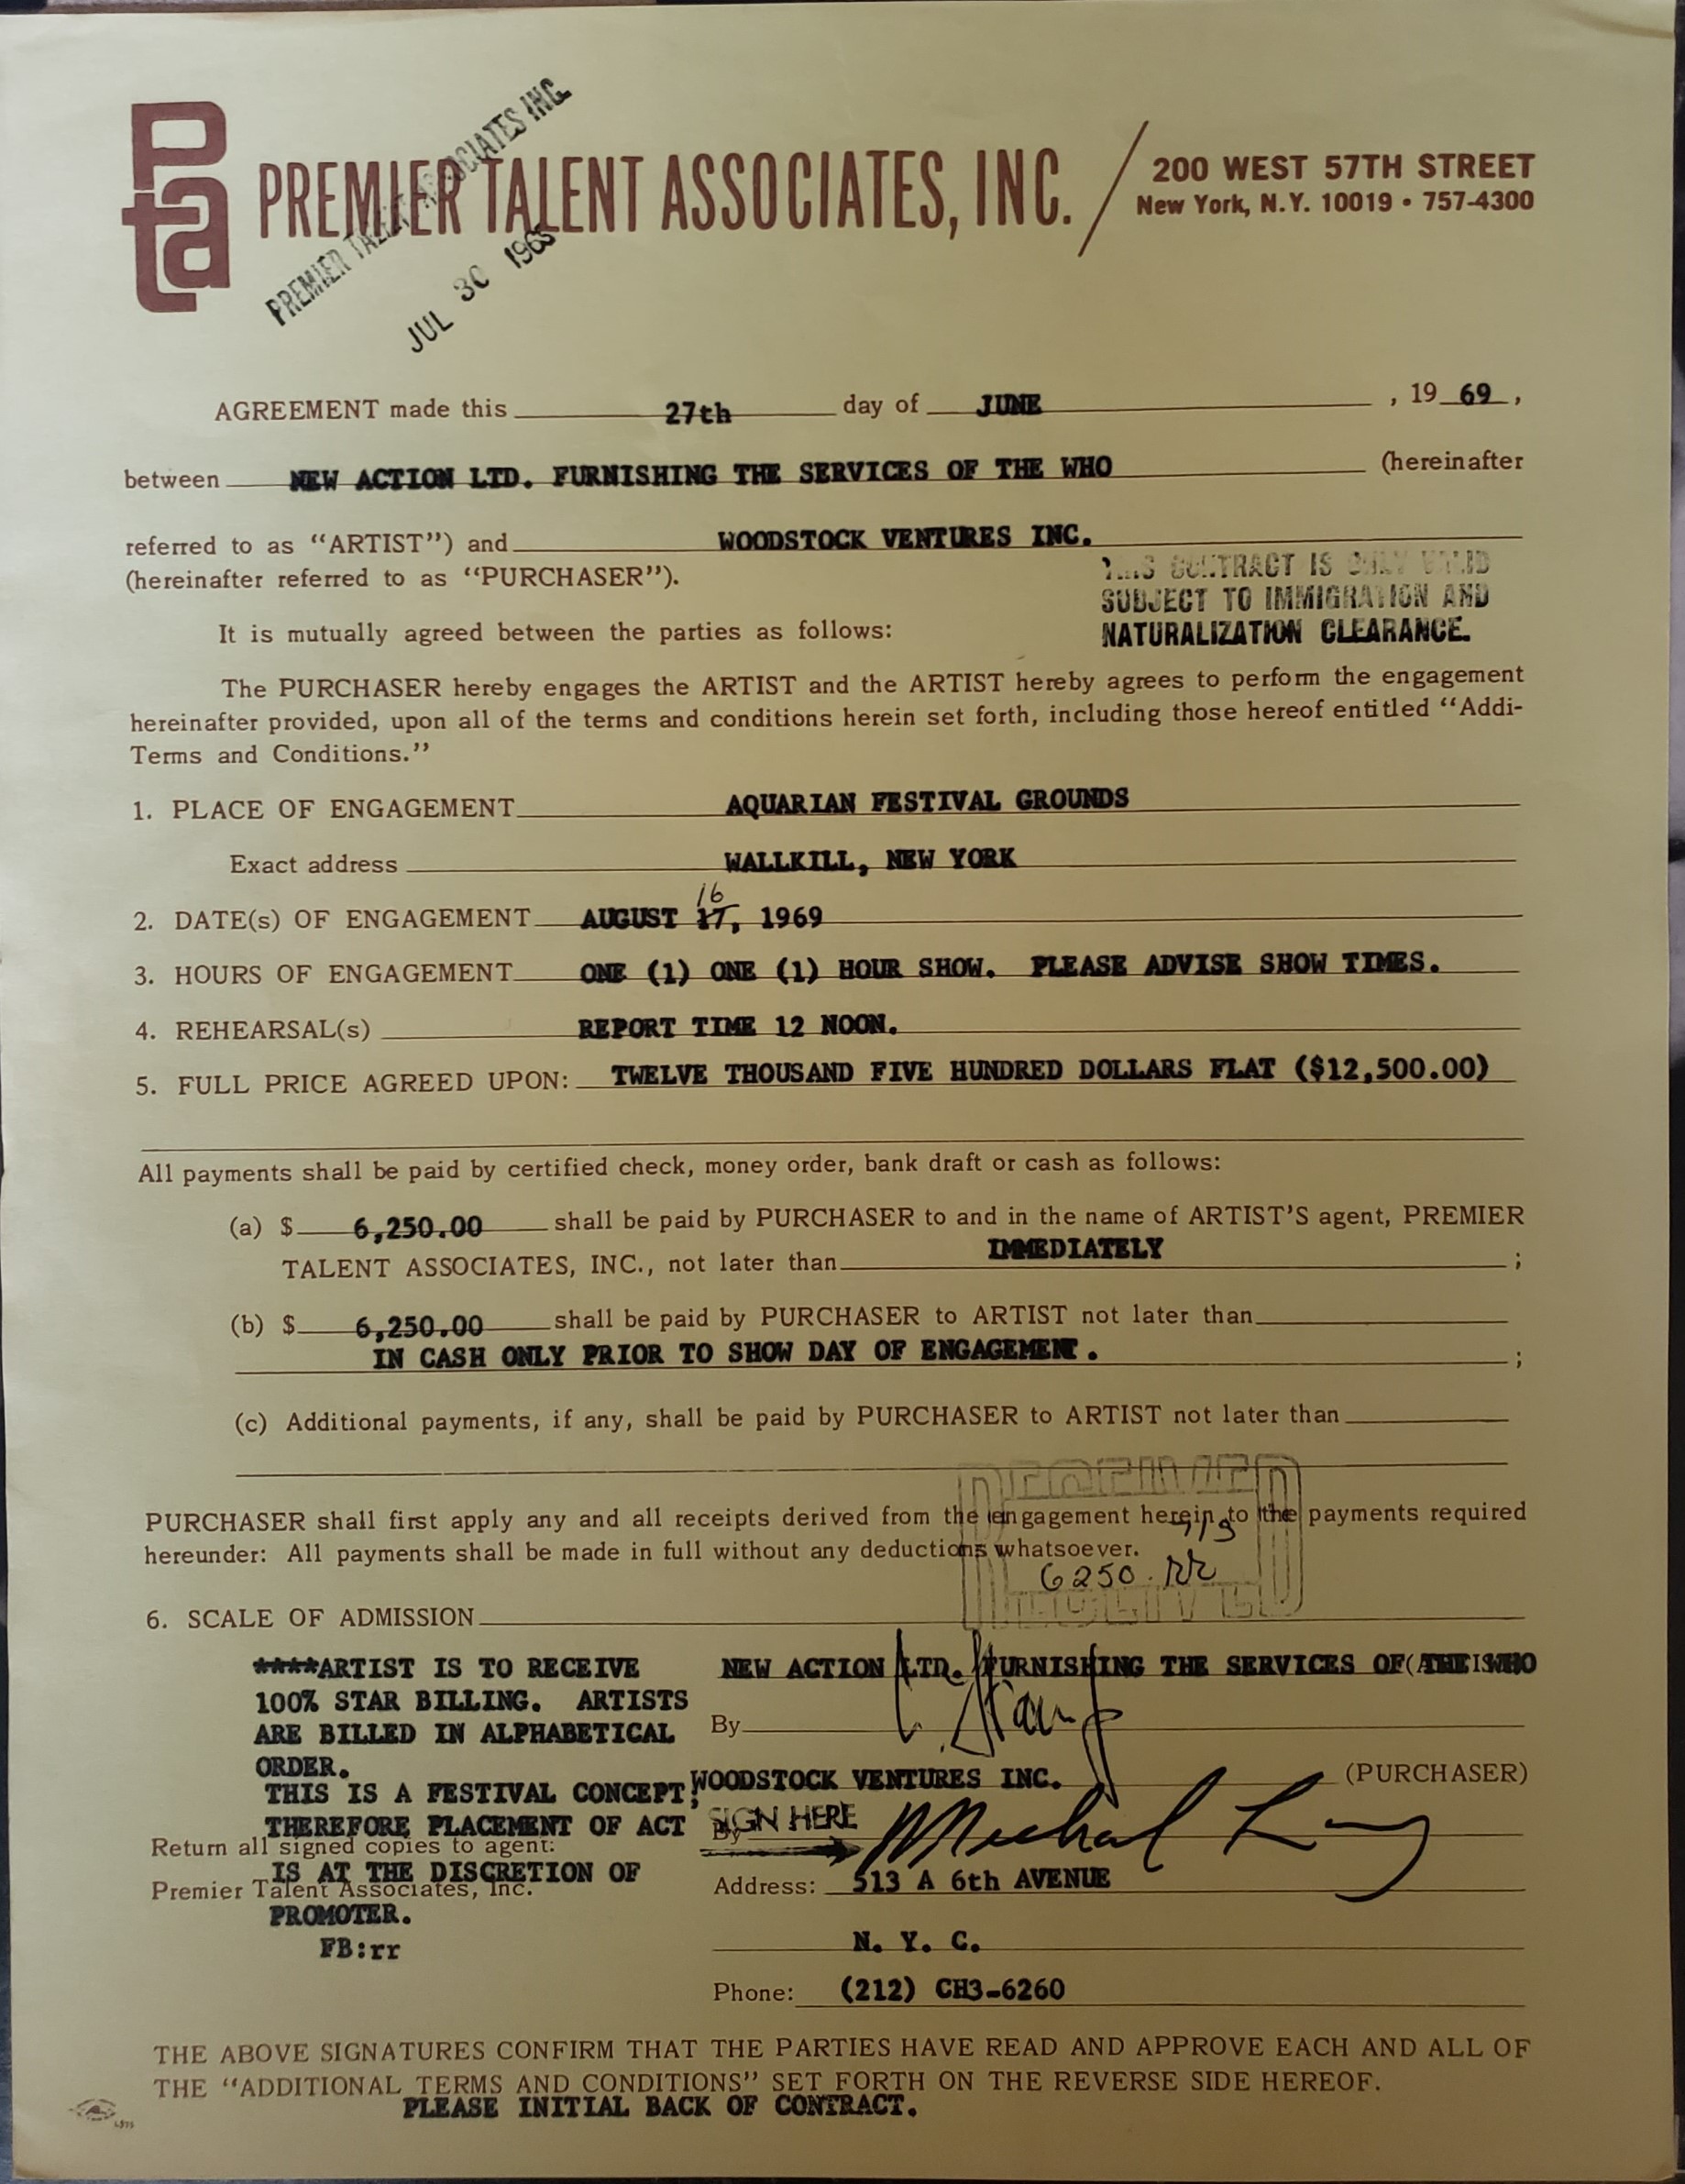 Pta PREMIER TALENT ASSOCIATES, INC. / 200 WEST 57TH STREET
New York, N.Y. 10019 • 757-4300
PREMIER TALENT ASSOCIATES INC.
JUL 30 1969
AGREEMENT made this 27th day of JUNE , 19 69 ,
between NEW ACTION LTD. FURNISHING THE SERVICES OF THE WHO (hereinafter
referred to as “ARTIST”) and WOODSTOCK VENTURES INC.
(hereinafter referred to as “PURCHASER”).
THIS CONTRACT IS ONLY VALID
SUBJECT TO IMMIGRATION AND
NATURALIZATION CLEARANCE.
It is mutually agreed between the parties as follows:
The PURCHASER hereby engages the ARTIST and the ARTIST hereby agrees to perform the engagement
hereinafter provided, upon all of the terms and conditions herein set forth, including those hereof entitled “Addi-
Terms and Conditions.”
1. PLACE OF ENGAGEMENT AQUARIAN FESTIVAL GROUNDS
Exact address WALLKILL, NEW YORK
16
2. DATE(s) OF ENGAGEMENT AUGUST 17, 1969
3. HOURS OF ENGAGEMENT ONE (1) ONE (1) HOUR SHOW. PLEASE ADVISE SHOW TIMES.
4. REHEARSAL(s) REPORT TIME 12 NOON.
5. FULL PRICE AGREED UPON: TWELVE THOUSAND FIVE HUNDRED DOLLARS FLAT ($12,500.00)
All payments shall be paid by certified check, money order, bank draft or cash as follows:
(a) $ 6,250.00 shall be paid by PURCHASER to and in the name of ARTIST'S agent, PREMIER
TALENT ASSOCIATES, INC., not later than IMMEDIATELY ;
(b) $ 6,250.00 shall be paid by PURCHASER to ARTIST not later than
IN CASH ONLY PRIOR TO SHOW DAY OF ENGAGEMENT. ;
(c) Additional payments, if any, shall be paid by PURCHASER to ARTIST not later than
RECEIVED
PURCHASER shall first apply any and all receipts derived from the engagement herein to the payments required
hereunder: All payments shall be made in full without any deductions whatsoever.
6250. RR
RECEIVED
6. SCALE OF ADMISSION
****ARTIST IS TO RECEIVE
100% STAR BILLING. ARTISTS
ARE BILLED IN ALPHABETICAL
ORDER.
THIS IS A FESTIVAL CONCEPT;
THEREFORE PLACEMENT OF ACT
Return all signed copies to agent:
IS AT THE DISCRETION OF
Premier Talent Associates, Inc.
PROMOTER.
FB:rr
NEW ACTION LTD. FURNISHING THE SERVICES OF THE WHO (ARTIST)
By
WOODSTOCK VENTURES INC. (PURCHASER)
SIGN HERE
By Michael Lang
Address: 513 A 6th AVENUE
N. Y. C.
Phone: (212) CH3-6260
THE ABOVE SIGNATURES CONFIRM THAT THE PARTIES HAVE READ AND APPROVE EACH AND ALL OF
THE “ADDITIONAL TERMS AND CONDITIONS” SET FORTH ON THE REVERSE SIDE HEREOF.
PLEASE INITIAL BACK OF CONTRACT.